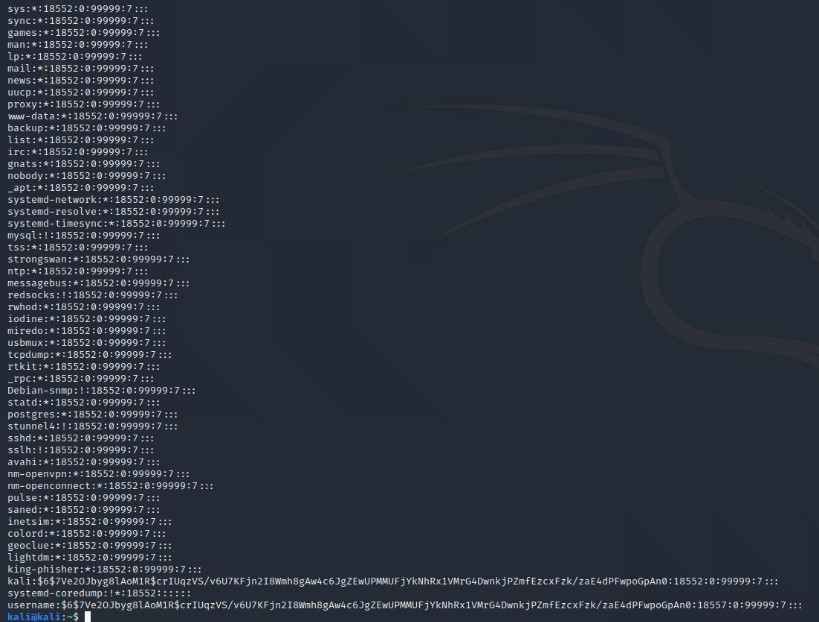 sys:*:18552:0:99999:7:::
sync:*:18552:0:99999:7:::
games:*:18552:0:99999:7:::
man:*:18552:0:99999:7:::
lp:*:18552:0:99999:7:::
mail:*:18552:0:99999:7:::
news:*:18552:0:99999:7:::
uucp:*:18552:0:99999:7:::
proxy:*:18552:0:99999:7:::
www-data:*:18552:0:99999:7:::
backup:*:18552:0:99999:7:::
list:*:18552:0:99999:7:::
irc:*:18552:0:99999:7:::
gnats:*:18552:0:99999:7:::
nobody:*:18552:0:99999:7:::
_apt:*:18552:0:99999:7:::
systemd-network:*:18552:0:99999:7:::
systemd-resolve:*:18552:0:99999:7:::
systemd-timesync:*:18552:0:99999:7:::
mysql:!:18552:0:99999:7:::
tss:*:18552:0:99999:7:::
strongswan:*:18552:0:99999:7:::
ntp:*:18552:0:99999:7:::
messagebus:*:18552:0:99999:7:::
redsocks:!:18552:0:99999:7:::
rwhod:*:18552:0:99999:7:::
iodine:*:18552:0:99999:7:::
miredo:*:18552:0:99999:7:::
usbmux:*:18552:0:99999:7:::
tcpdump:*:18552:0:99999:7:::
rtkit:*:18552:0:99999:7:::
_rpc:*:18552:0:99999:7:::
Debian-snmp:!:18552:0:99999:7:::
statd:*:18552:0:99999:7:::
postgres:*:18552:0:99999:7:::
stunnel4:!:18552:0:99999:7:::
sshd:*:18552:0:99999:7:::
sslh:!:18552:0:99999:7:::
avahi:*:18552:0:99999:7:::
nm-openvpn:*:18552:0:99999:7:::
nm-openconnect:*:18552:0:99999:7:::
pulse:*:18552:0:99999:7:::
saned:*:18552:0:99999:7:::
inetsim:*:18552:0:99999:7:::
colord:*:18552:0:99999:7:::
geoclue:*:18552:0:99999:7:::
lightdm:*:18552:0:99999:7:::
king-phisher:*:18552:0:99999:7:::
kali:$6$7Ve2OJbyg8lAoM1R$crIUqzVS/v6U7KFjn2I8Wmh8gAw4c6JgZEwUPMMUFjYkNhRx1VMrG4DwnkjPZmfEzcxFzk/zaE4dPFwpoGpAn0:18552:0:99999:7:::
systemd-coredump:!*:18552::::::
username:$6$7Ve2OJbyg8lAoM1R$crIUqzVS/v6U7KFjn2I8Wmh8gAw4c6JgZEwUPMMUFjYkNhRx1VMrG4DwnkjPZmfEzcxFzk/zaE4dPFwpoGpAn0:18557:0:99999:7:::
kali@kali:~$